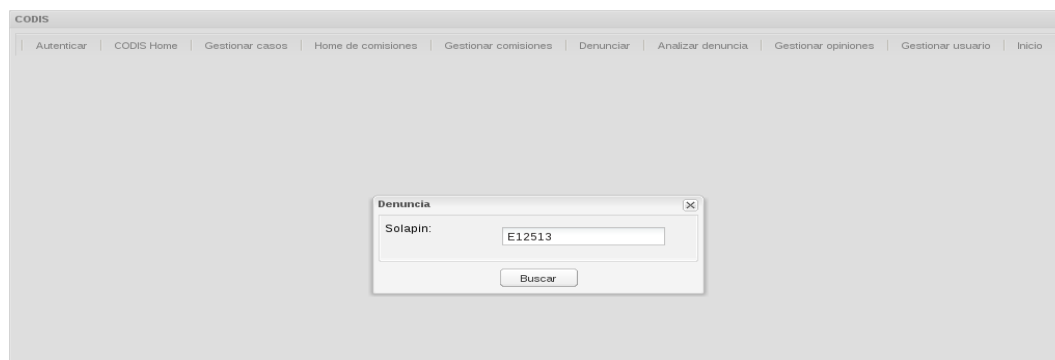 CODIS
Autenticar CODIS Home Gestionar casos Home de comisiones Gestionar comisiones Denunciar Analizar denuncia Gestionar opiniones Gestionar usuario Inicio
Denuncia
Solapin: E12513
Buscar